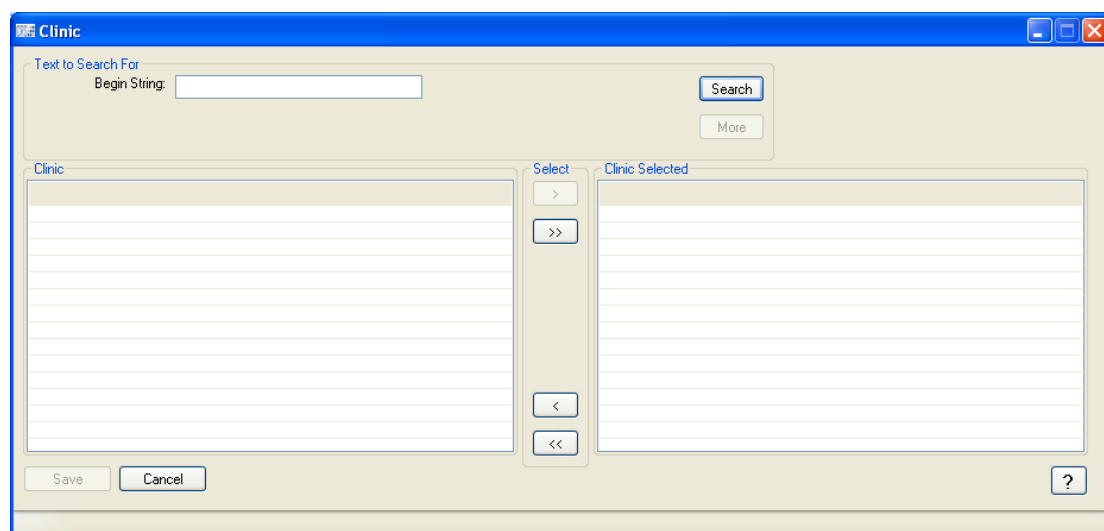 Clinic
Text to Search For
Begin String:
Search
More
Clinic
Select
Clinic Selected
>
>>
<
<<
Save
Cancel
?